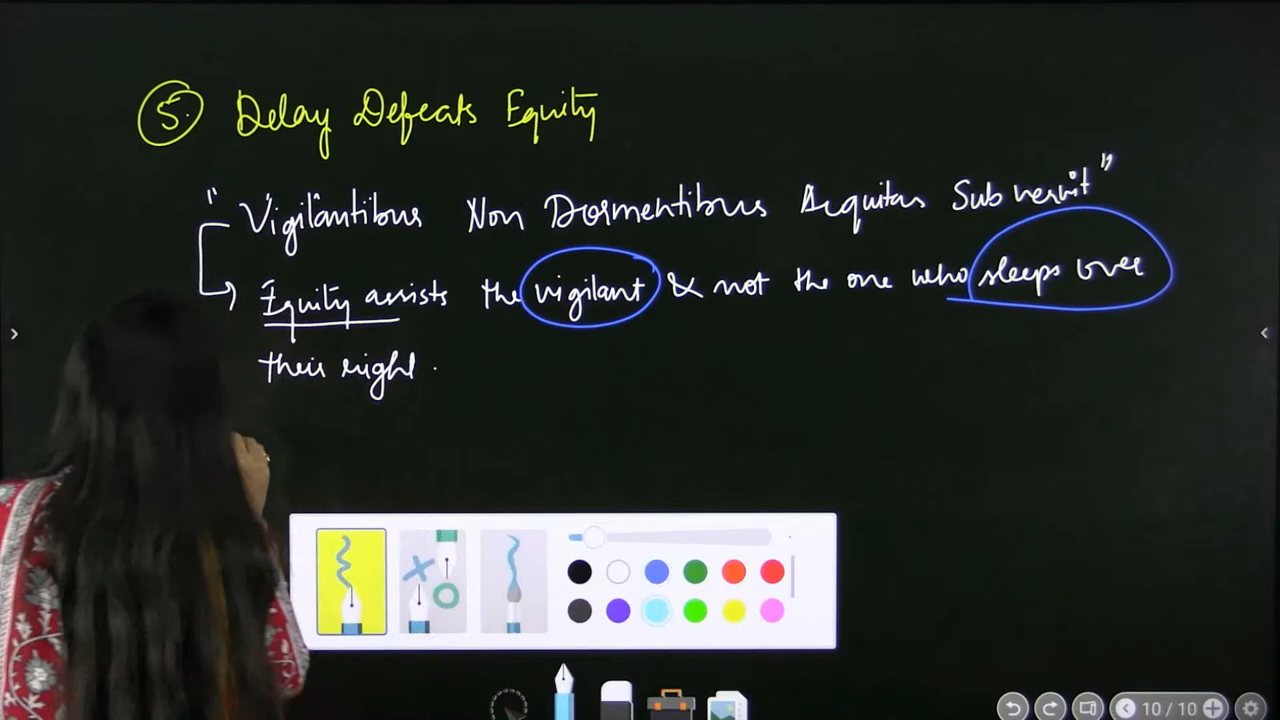 5. Delay Defeats Equity
"Vigilantibus Non Dormentibus Aequitas Subvernit"
Equity assists the vigilant & not the one who sleeps over
their right.
10/10